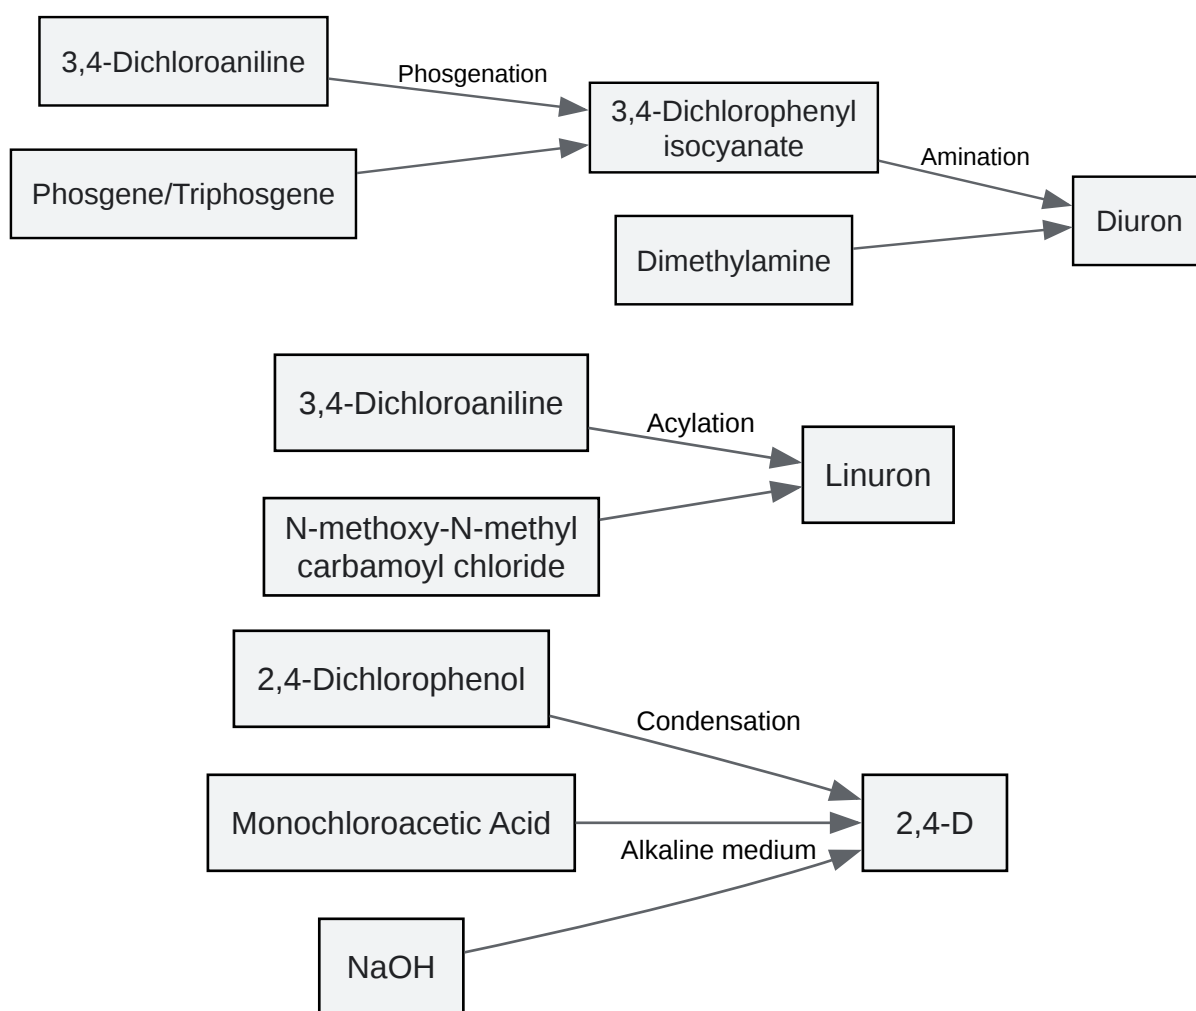 3,4-Dichloroaniline
Phosgenation
3,4-Dichlorophenyl
isocyanate
Phosgene/Triphosgene
Amination
Diuron
Dimethylamine
3,4-Dichloroaniline
Acylation
Linuron
N-methoxy-N-methyl
carbamoyl chloride
2,4-Dichlorophenol
Condensation
Monochloroacetic Acid
2,4-D
Alkaline medium
NaOH